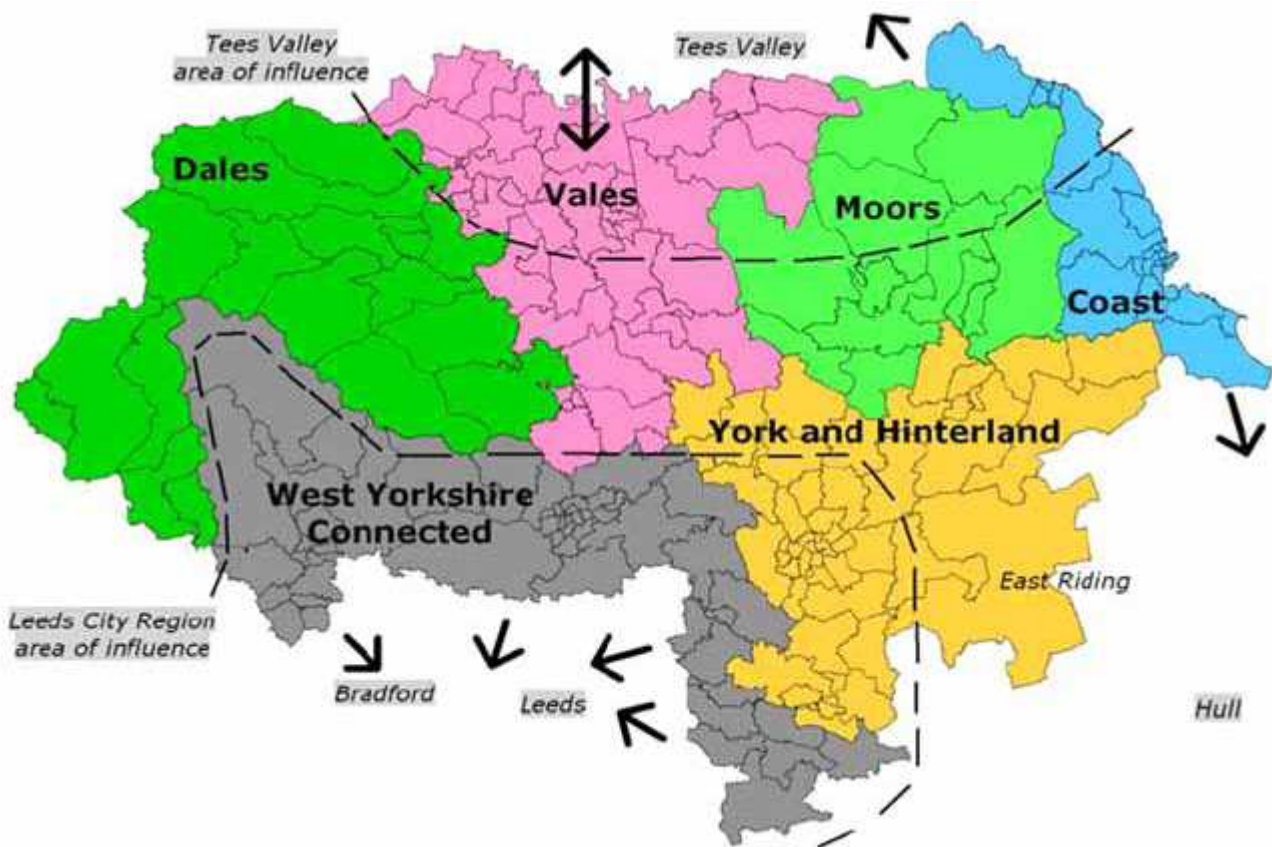 Tees Valley
area of influence
Tees Valley
Dales
Vales
Moors
Coast
York and Hinterland
West Yorkshire
Connected
East Riding
Leeds City Region
area of influence
Bradford
Leeds
Hull